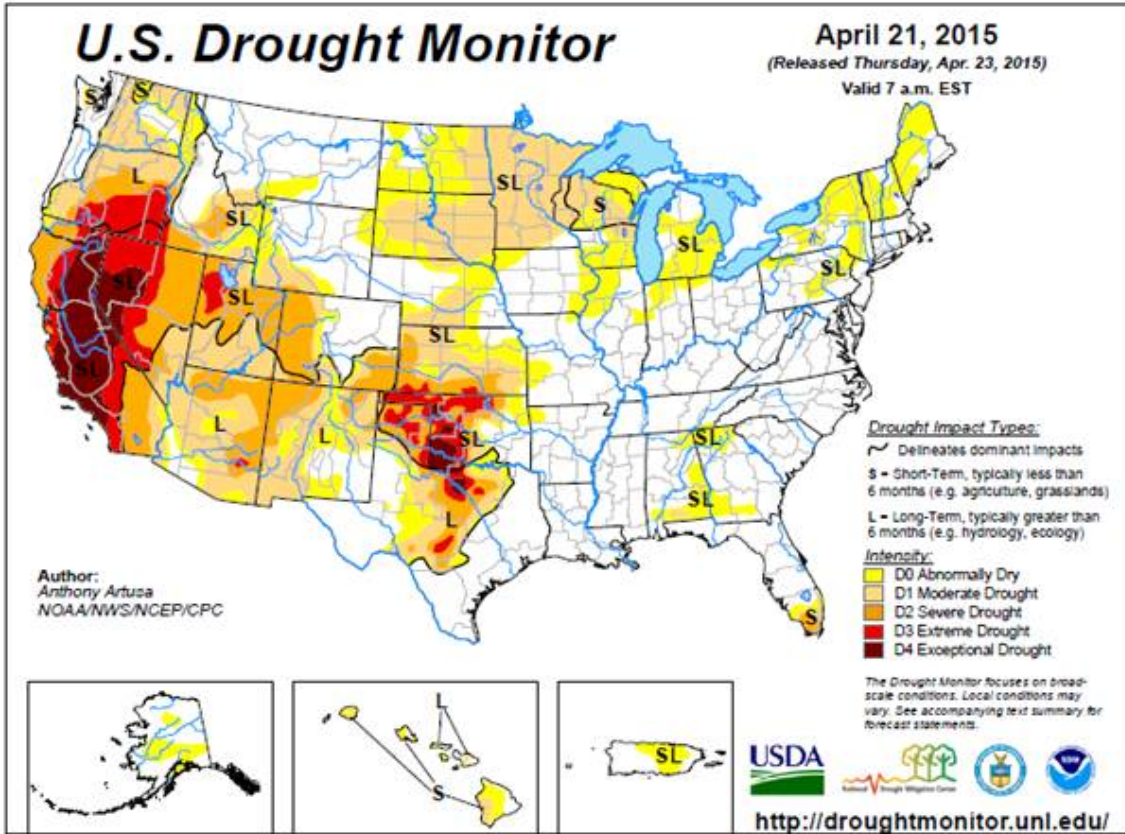 U.S. Drought Monitor
April 21, 2015
(Released Thursday, Apr. 23, 2015)
Valid 7 a.m. EST
S
S
L
SL
SL
S
SL
SL
SL
SL
SL
SL
SL
L
L
SL
SL
SL
L
S
Drought Impact Types:
Delineates dominant impacts
S = Short-Term, typically less than
6 months (e.g. agriculture, grasslands)
L = Long-Term, typically greater than
6 months (e.g. hydrology, ecology)
Intensity:
D0 Abnormally Dry
D1 Moderate Drought
D2 Severe Drought
D3 Extreme Drought
D4 Exceptional Drought
Author:
Anthony Artusa
NOAA/NWS/NCEP/CPC
The Drought Monitor focuses on broad-
scale conditions. Local conditions may
vary. See accompanying text summary for
forecast statements.
L
S
SL
USDA
National Drought Mitigation Center
http://droughtmonitor.unl.edu/